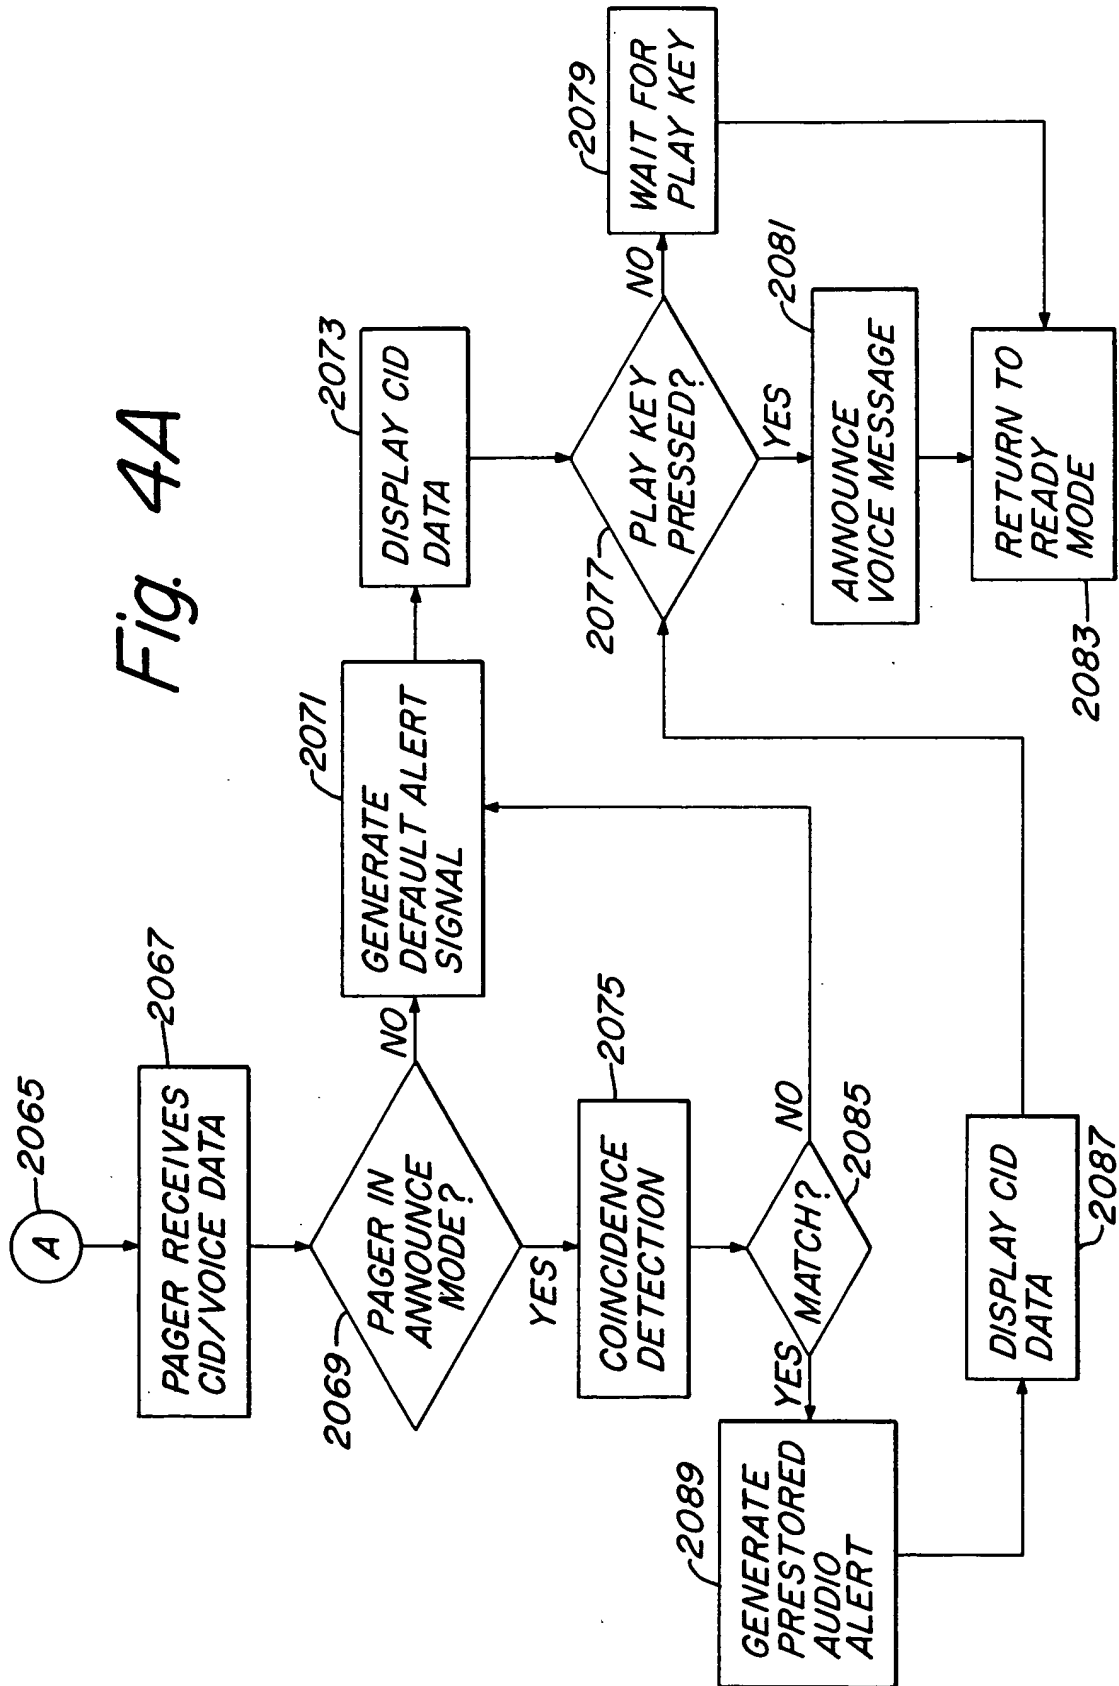 Fig. 4A
A
2065
PAGER RECEIVES
CID/VOICE DATA
2067
PAGER IN
ANNOUNCE
MODE?
2069
NO
YES
GENERATE
DEFAULT ALERT
SIGNAL
2071
DISPLAY CID
DATA
2073
COINCIDENCE
DETECTION
2075
MATCH?
2085
NO
YES
GENERATE
PRESTORED
AUDIO
ALERT
2089
DISPLAY CID
DATA
2087
PLAY KEY
PRESSED?
2077
NO
YES
WAIT FOR
PLAY KEY
2079
ANNOUNCE
VOICE MESSAGE
2081
RETURN TO
READY
MODE
2083